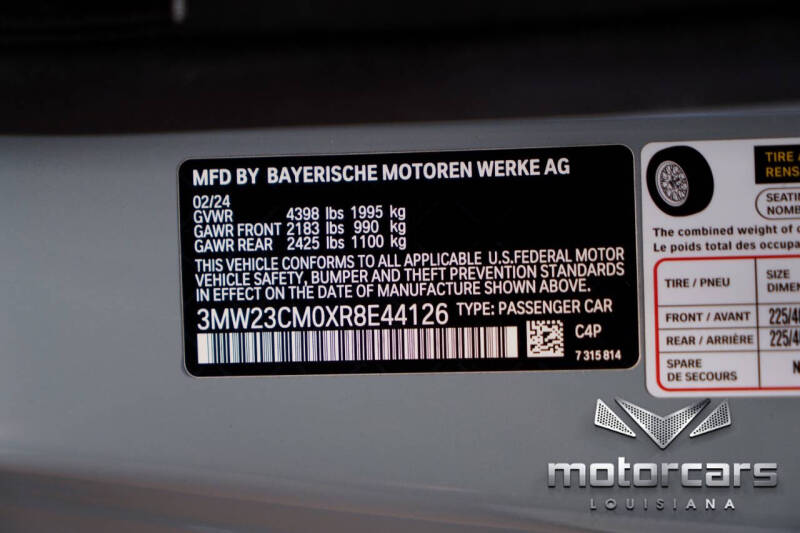 MFD BY BAYERISCHE MOTOREN WERKE AG
02/24
GVWR 4398 lbs 1995 kg
GAWR FRONT 2183 lbs 990 kg
GAWR REAR 2425 lbs 1100 kg
THIS VEHICLE CONFORMS TO ALL APPLICABLE U.S.FEDERAL MOTOR
VEHICLE SAFETY, BUMPER AND THEFT PREVENTION STANDARDS
IN EFFECT ON THE DATE OF MANUFACTURE SHOWN ABOVE.
3MW23CM0XR8E44126 TYPE: PASSENGER CAR
C4P
7 315 814
TIRE
RENS
SEATI
NOMB
The combined weight of
Le poids total des occupa
TIRE / PNEU SIZE
DIMEN
FRONT / AVANT 225/4
REAR / ARRIÈRE 225/4
SPARE
DE SECOURS N
motorcars
LOUISIANA